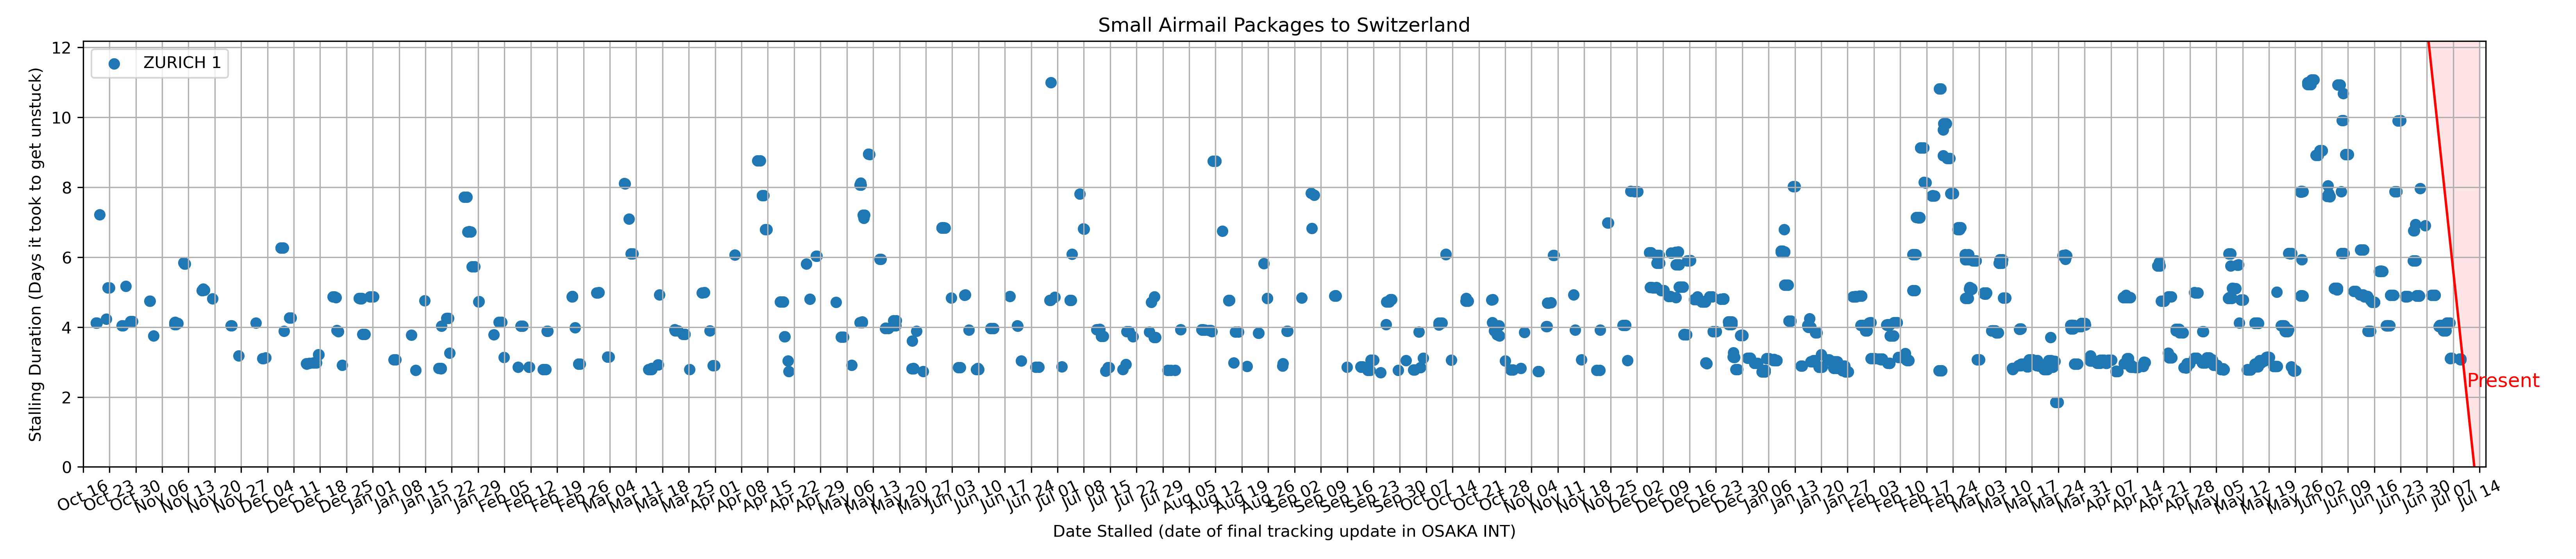 Small Airmail Packages to Switzerland
ZURICH 1
Stalling Duration (Days it took to get unstuck)
12
10
8
6
4
2
0
Present
Oct 16 Oct 23 Oct 30 Nov 06 Nov 13 Nov 20 Nov 27 Dec 04 Dec 11 Dec 18 Dec 25 Jan 01 Jan 08 Jan 15 Jan 22 Jan 29 Feb 05 Feb 12 Feb 19 Feb 26 Mar 04 Mar 11 Mar 18 Mar 25 Apr 01 Apr 08 Apr 15 Apr 22 Apr 29 May 06 May 13 May 20 May 27 Jun 03 Jun 10 Jun 17 Jun 24 Jul 01 Jul 08 Jul 15 Jul 22 Jul 29 Aug 05 Aug 12 Aug 19 Aug 26 Sep 02 Sep 09 Sep 16 Sep 23 Sep 30 Oct 07 Oct 14 Oct 21 Oct 28 Nov 04 Nov 11 Nov 18 Nov 25 Dec 02 Dec 09 Dec 16 Dec 23 Dec 30 Jan 06 Jan 13 Jan 20 Jan 27 Feb 03 Feb 10 Feb 17 Feb 24 Mar 03 Mar 10 Mar 17 Mar 24 Mar 31 Apr 07 Apr 14 Apr 21 Apr 28 May 05 May 12 May 19 May 26 Jun 02 Jun 09 Jun 16 Jun 23 Jun 30 Jul 07 Jul 14
Date Stalled (date of final tracking update in OSAKA INT)